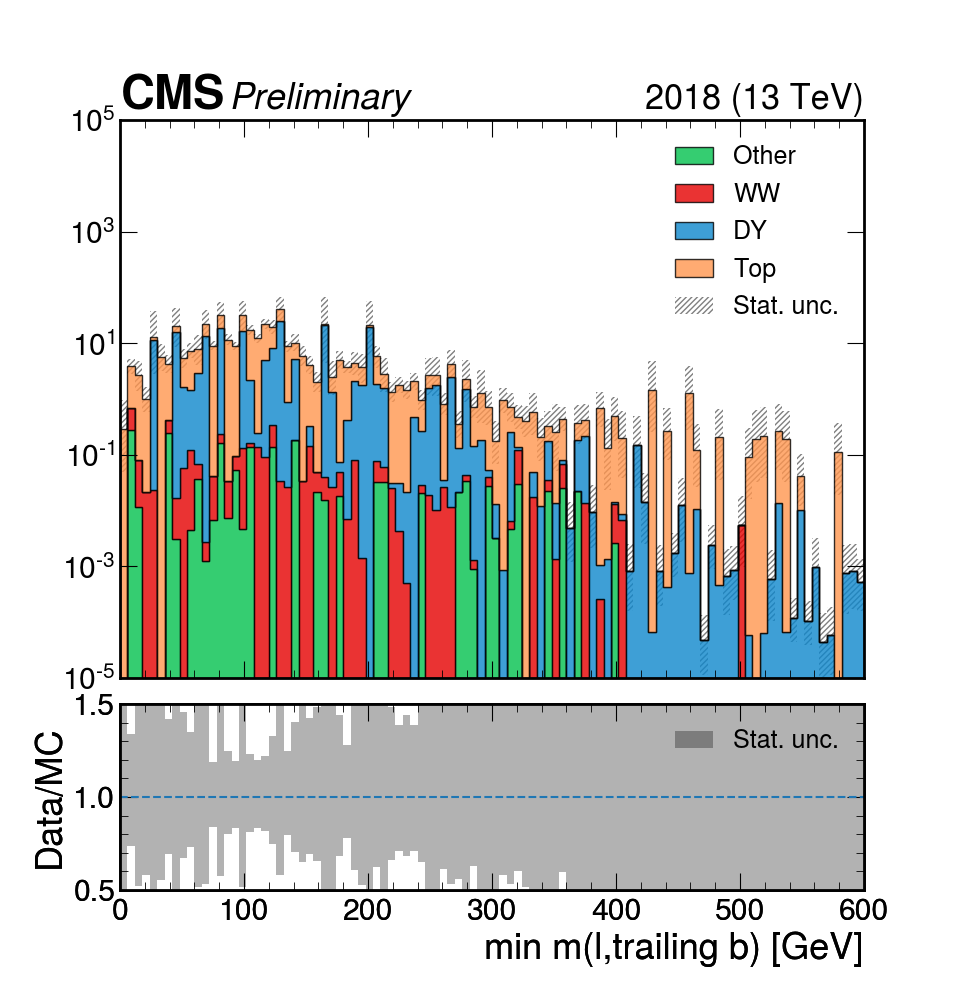 CMS Preliminary 2018 (13 TeV)
10^5
Other
WW
10^3
DY
Top
Stat. unc.
10^1
10^-1
10^-3
10^-5
1.5
Stat. unc.
Data/MC
1.0
0.5
0 100 200 300 400 500 600
min m(l,trailing b) [GeV]